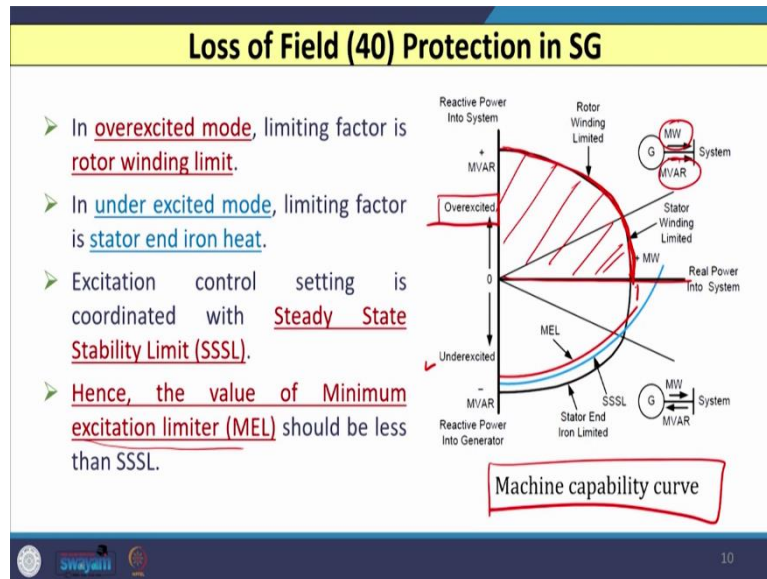 Loss of Field (40) Protection in SG
In overexcited mode, limiting factor is
rotor winding limit.
In under excited mode, limiting factor
is stator end iron heat.
Excitation control setting is
coordinated with Steady State
Stability Limit (SSSL).
Hence, the value of Minimum
excitation limiter (MEL) should be less
than SSSL.
Reactive Power
Into System
+
MVAR
Overexcited
0
Underexcited
−
MVAR
Reactive Power
Into Generator
Rotor
Winding
Limited
MW
G
System
MVAR
Stator
Winding
Limited
+ MW
Real Power
Into System
MEL
SSSL
Stator End
Iron Limited
MW
G
System
MVAR
Machine capability curve
swayam
10